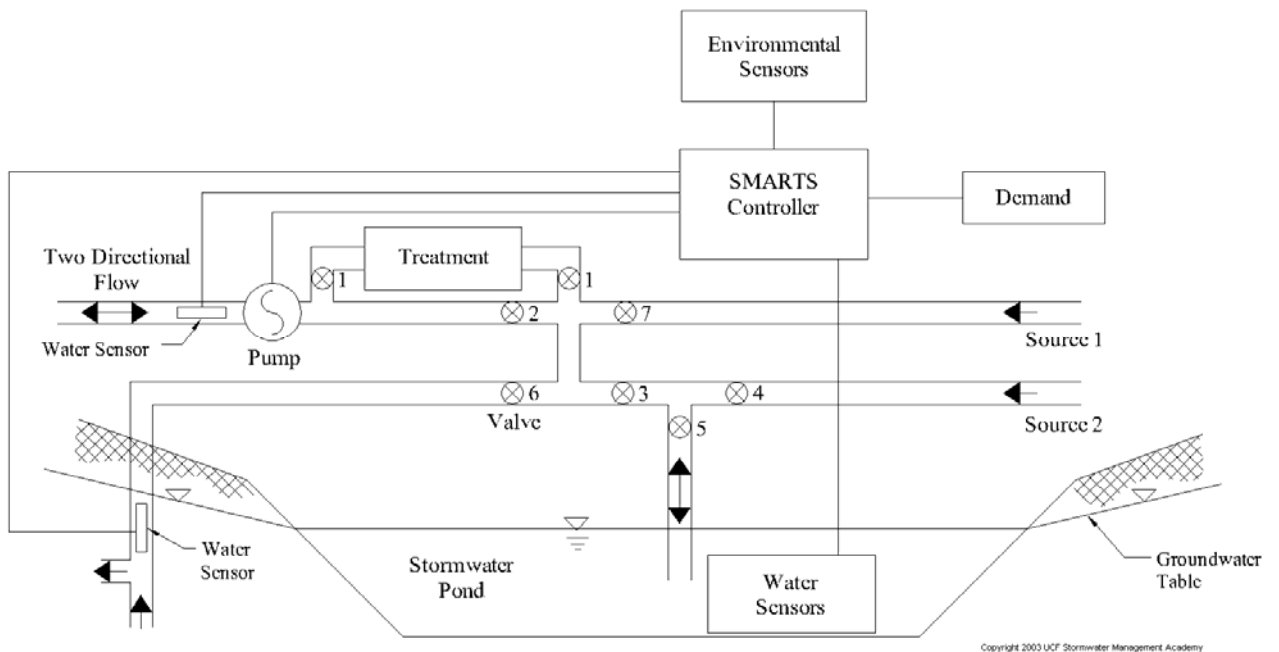 Environmental
Sensors
SMARTS
Controller
Demand
Two Directional
Flow
Treatment
1
1
2
7
Water Sensor
Pump
Source 1
6
3
4
Valve
5
Source 2
Water
Sensor
Stormwater
Pond
Water
Sensors
Groundwater
Table
Copyright 2003 UCF Stormwater Management Academy